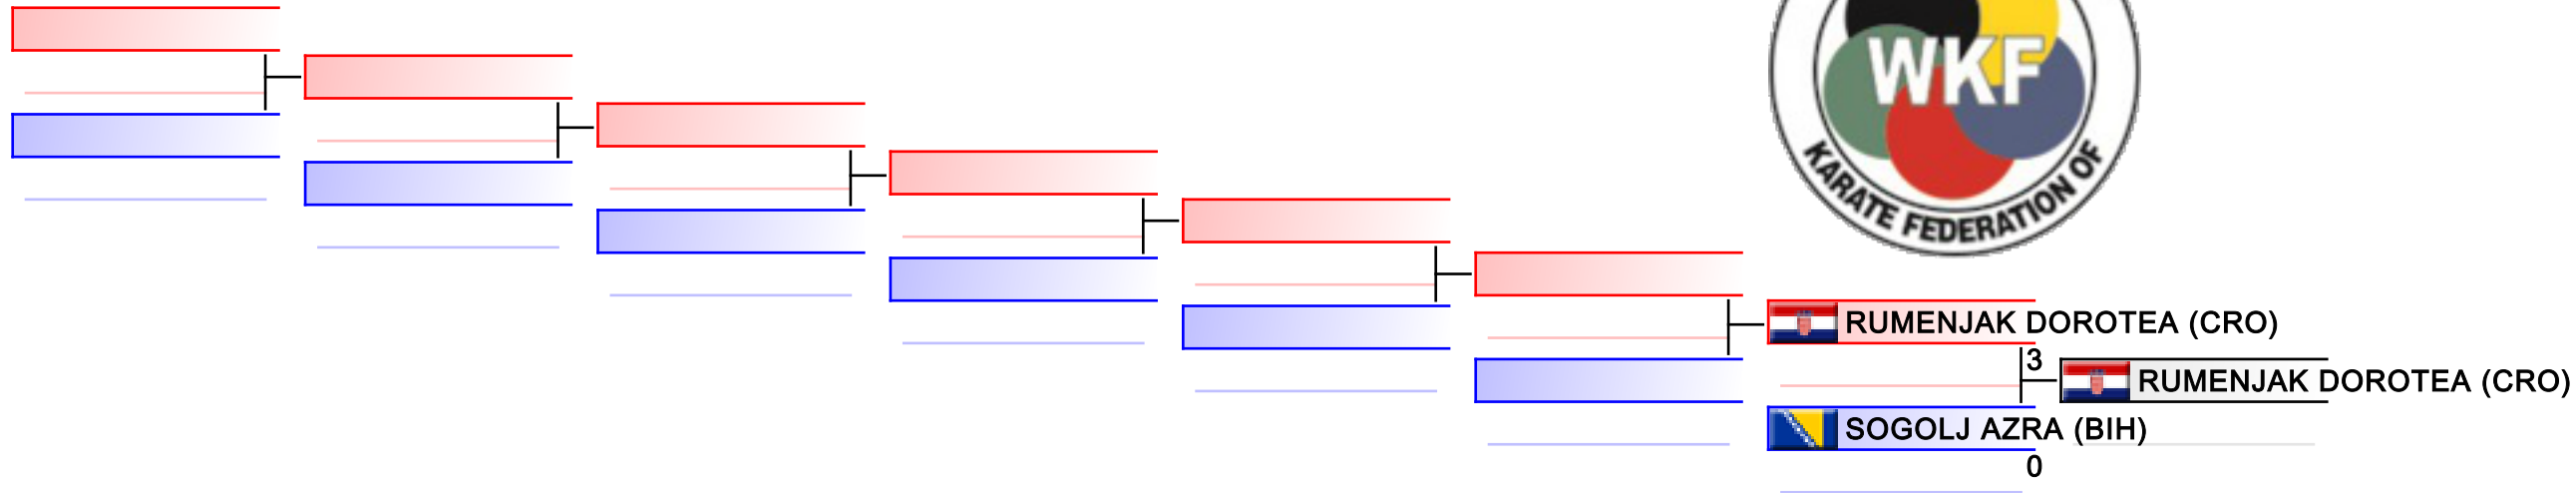 WKF
KARATE FEDERATION OF
RUMENJAK DOROTEA (CRO)
3
RUMENJAK DOROTEA (CRO)
SOGOLJ AZRA (BIH)
0